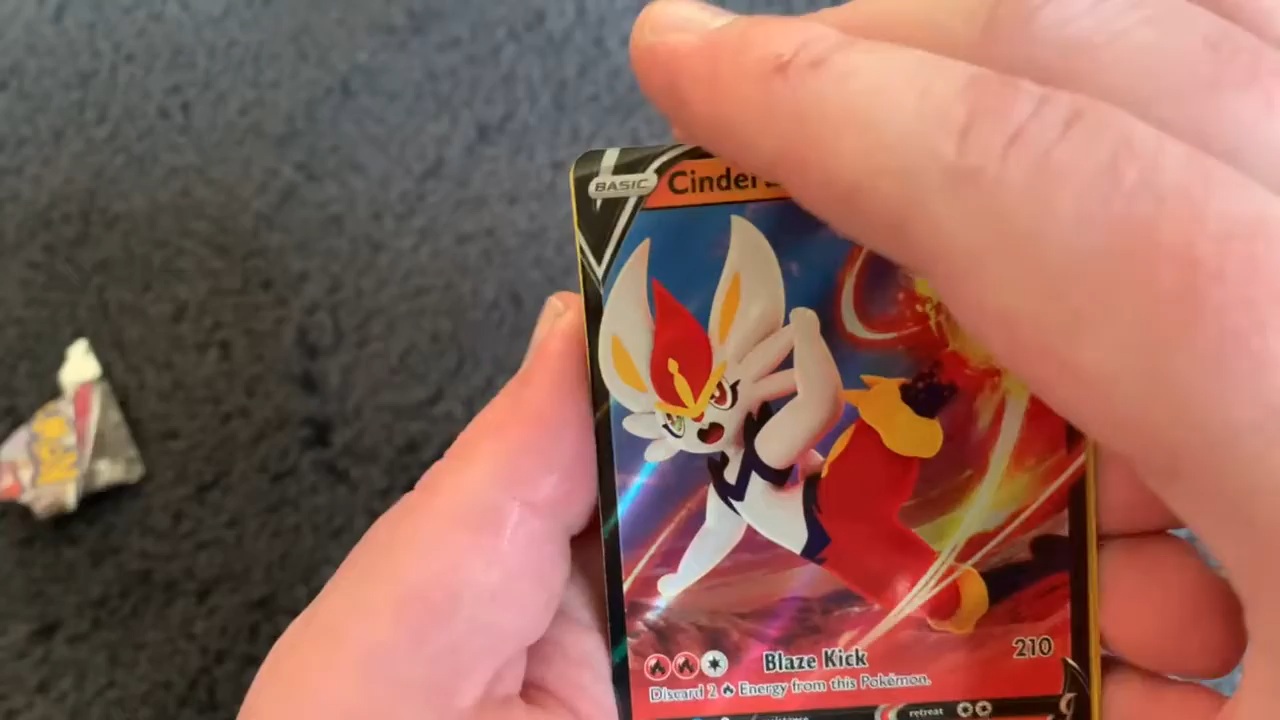 BASIC
Cinder
Blaze Kick
210
Discard 2 Energy from this Pokémon.
retreat